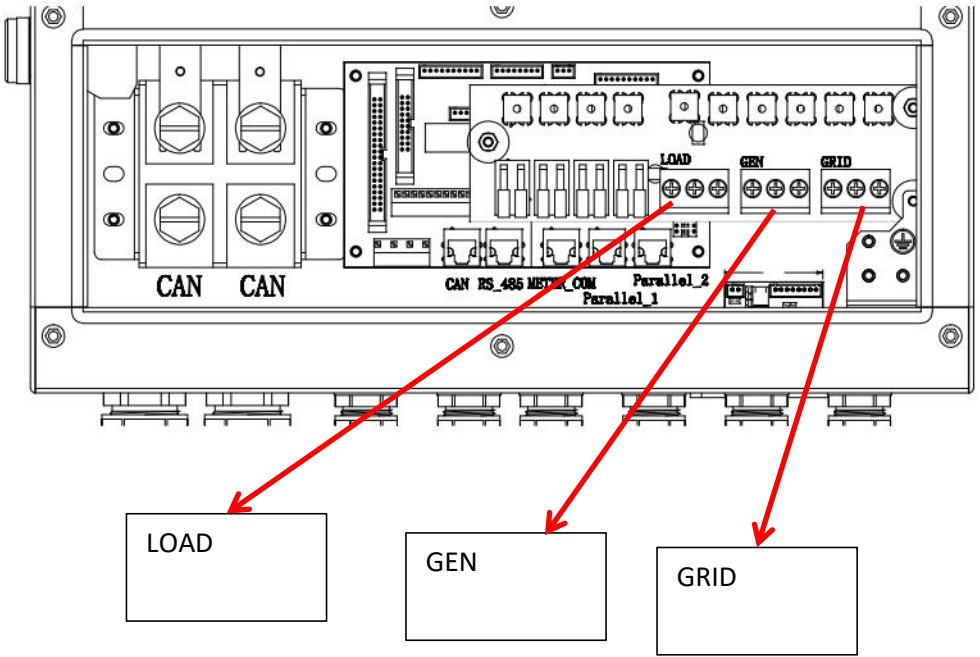 LOAD GEN GRID
CAN CAN
CAN RS_485 METER_COM Parallel_2
Parallel_1
LOAD
GEN
GRID